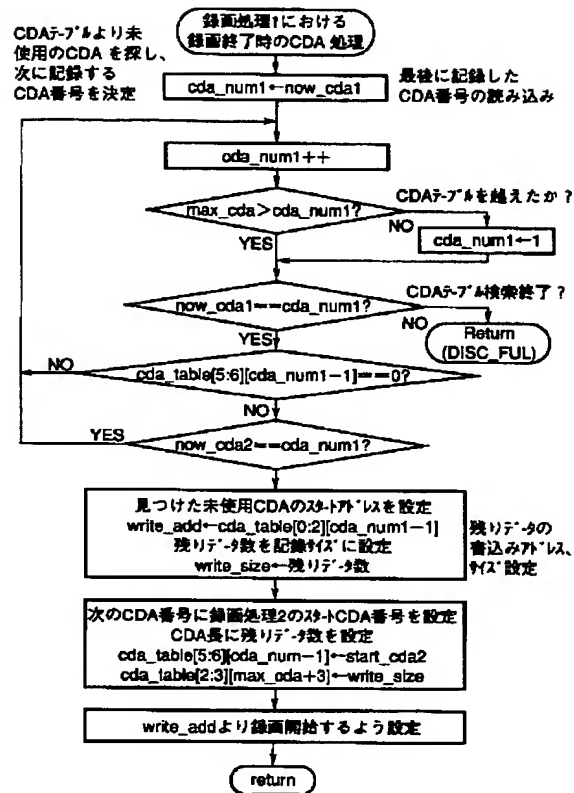 録画処理1における
録画終了時のCDA 処理
CDAﾃｰﾌﾞﾙより未
使用のCDA を探し、
次に記録する
CDA番号を決定
cda_num1←now_cda1
最後に記録した
CDA番号の読み込み
cda_num1++
max_cda>cda_num1?
CDAﾃｰﾌﾞﾙを越えたか?
NO
YES
cda_num1←1
now_cda1==cda_num1?
CDAﾃｰﾌﾞﾙ検索終了?
NO
YES
Return
(DISC_FUL)
NO
cda_table[5:6][cda_num1-1]==0?
NO
YES
now_cda2==cda_num1?
見つけた未使用CDAのｽﾀｰﾄｱﾄﾞﾚｽを設定
write_add←cda_table[0:2][cda_num1-1]
残りﾃﾞｰﾀ数を記録ｻｲｽﾞに設定
write_size←残りﾃﾞｰﾀ数
残りﾃﾞｰﾀの
書込みｱﾄﾞﾚｽ、
ｻｲｽﾞ設定
次のCDA番号に録画処理2のｽﾀｰﾄCDA番号を設定
CDA長に残りﾃﾞｰﾀ数を設定
cda_table[5:6][cda_num-1]←start_cda2
cda_table[2:3][max_cda+3]←write_size
write_addより録画開始するよう設定
return